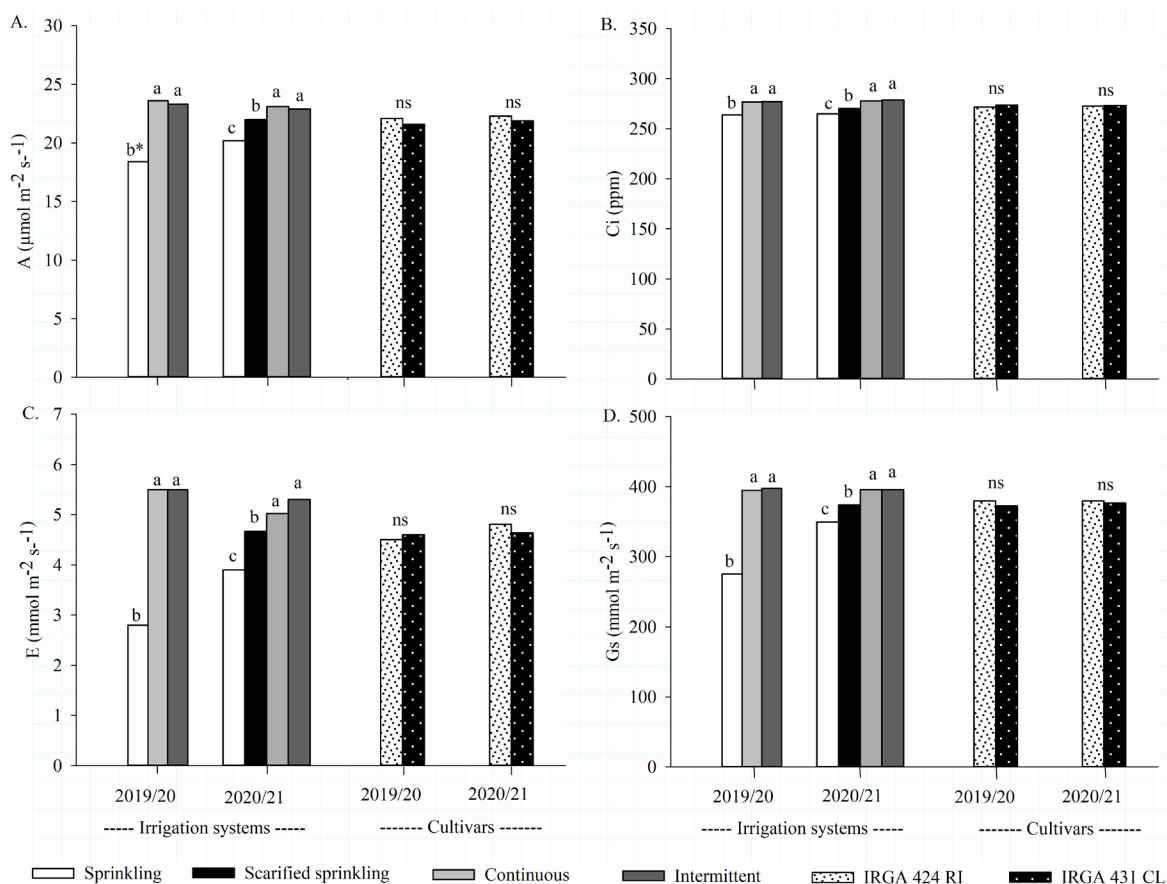 A.
30
25
20
15
10
5
0
A (µmol m-2 s-1)
b*
a a
c
b
a a
ns
ns
B.
350
300
250
200
150
100
50
0
Ci (ppm)
b
a a
c
b
a
a
ns
ns
C.
7
6
5
4
3
2
1
0
E (mmol m-2 s-1)
b
a a
c
b
a
a
ns
ns
2019/20 2020/21 2019/20 2020/21
----- Irrigation systems ----- ------- Cultivars -------
D.
500
400
300
200
100
0
Gs (mmol m-2 s-1)
b
a a
c
b
a
a
ns
ns
2019/20 2020/21 2019/20 2020/21
----- Irrigation systems ----- ------- Cultivars -------
Sprinkling Scarified sprinkling Continuous Intermittent IRGA 424 RI IRGA 431 CL